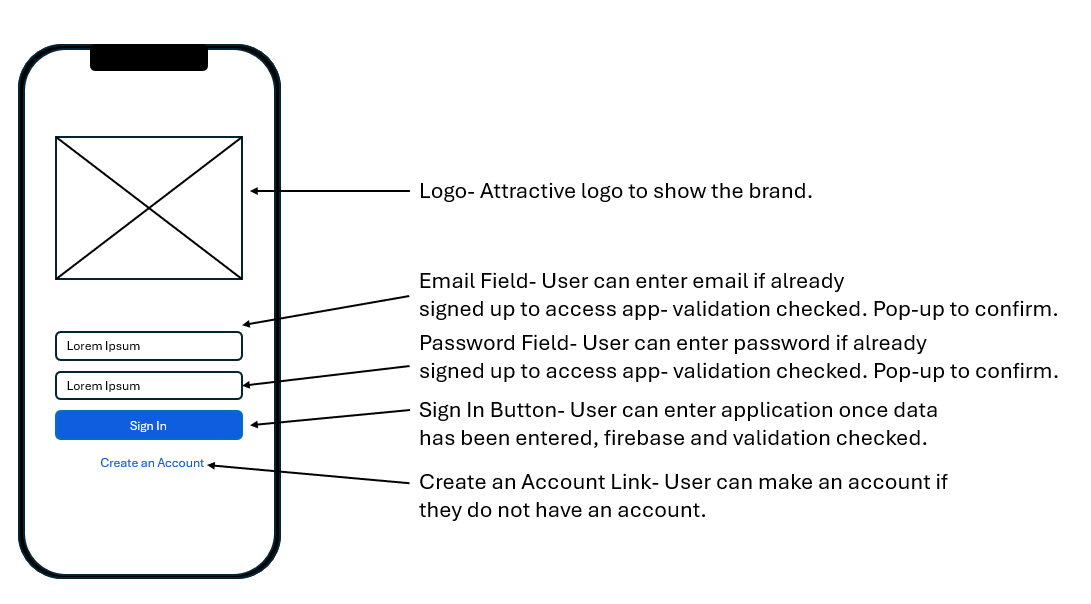 Logo- Attractive logo to show the brand.
Email Field- User can enter email if already
signed up to access app- validation checked. Pop-up to confirm.
Lorem Ipsum
Password Field- User can enter password if already
signed up to access app- validation checked. Pop-up to confirm.
Lorem Ipsum
Sign In
Sign In Button- User can enter application once data
has been entered, firebase and validation checked.
Create an Account
Create an Account Link- User can make an account if
they do not have an account.